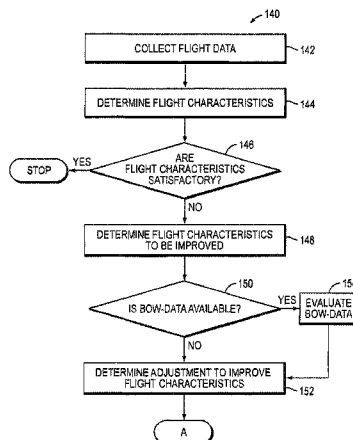 140
COLLECT FLIGHT DATA
142
DETERMINE FLIGHT CHARACTERISTICS
144
146
ARE
FLIGHT CHARACTERISTICS
SATISFACTORY?
YES
STOP
NO
DETERMINE FLIGHT CHARACTERISTICS
TO BE IMPROVED
148
150
IS BOW-DATA AVAILABLE?
YES
EVALUATE
BOW-DATA
NO
DETERMINE ADJUSTMENT TO IMPROVE
FLIGHT CHARACTERISTICS
152
A